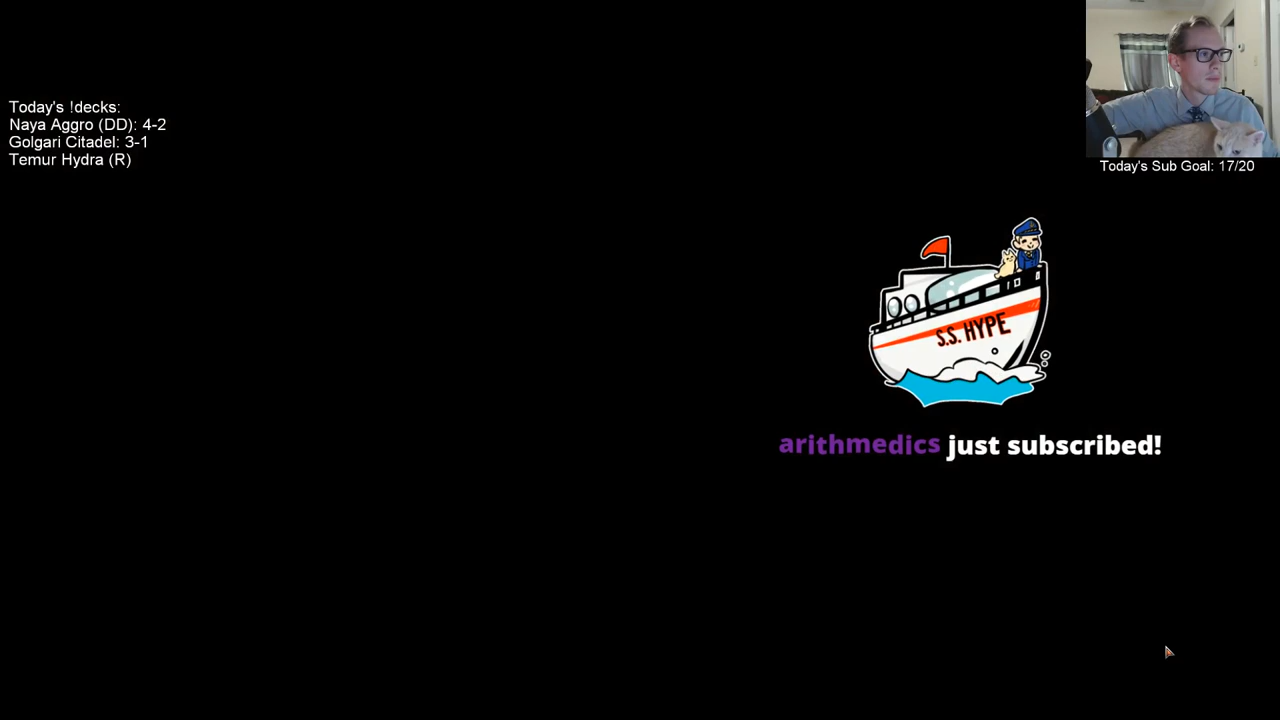 Today's !decks:
Naya Aggro (DD): 4-2
Golgari Citadel: 3-1
Temur Hydra (R)
Today's Sub Goal: 17/20
S.S. HYPE
arithmedics just subscribed!